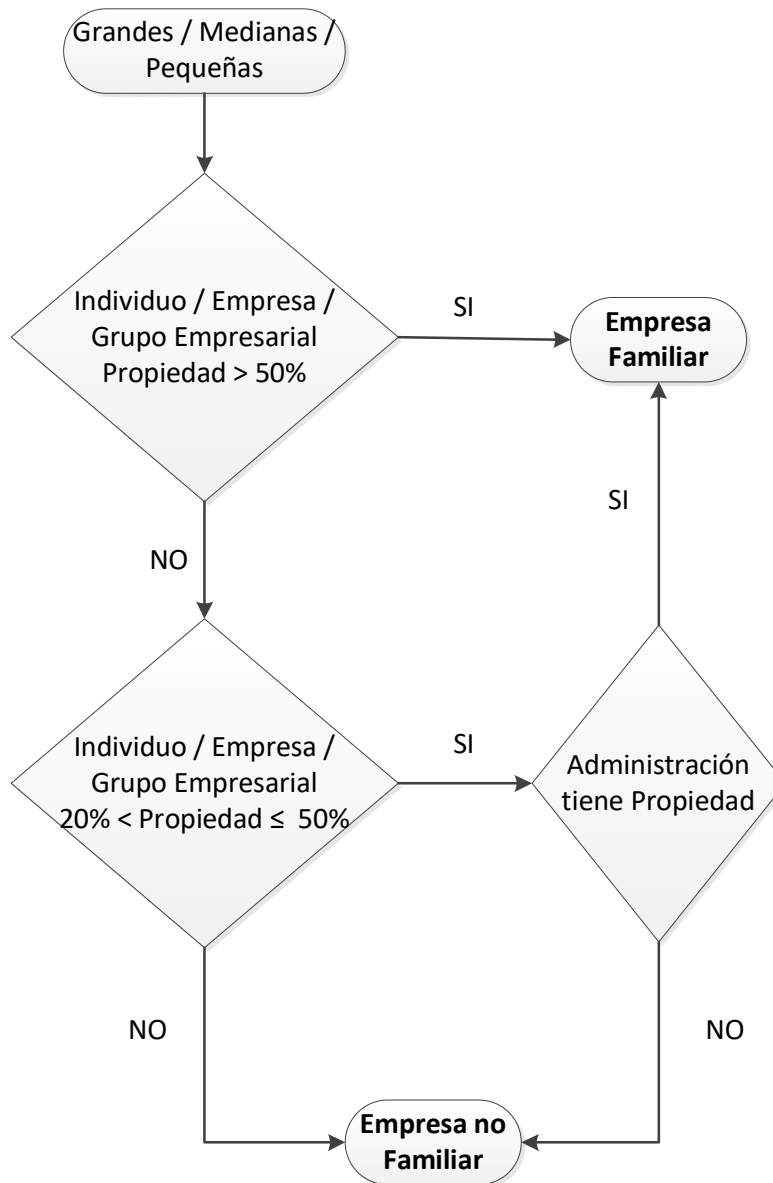 Grandes / Medianas /
Pequeñas
Individuo / Empresa /
Grupo Empresarial
Propiedad > 50%
SI
Empresa
Familiar
NO
SI
Individuo / Empresa /
Grupo Empresarial
20% < Propiedad ≤ 50%
SI
Administración
tiene Propiedad
NO
NO
Empresa no
Familiar